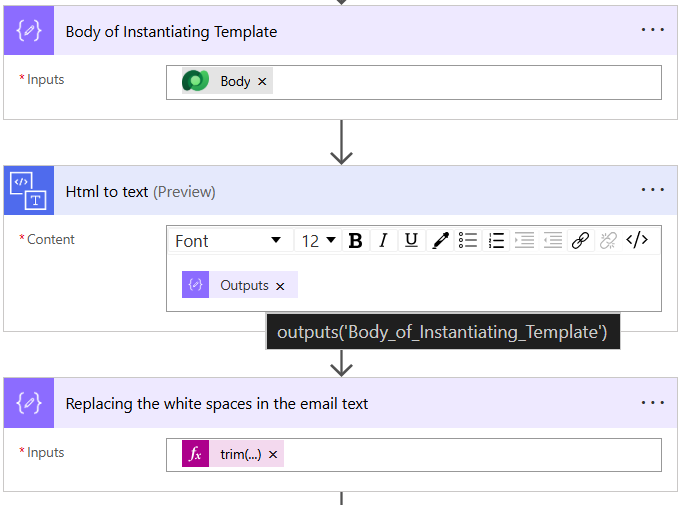 Body of Instantiating Template
* Inputs
Body ×
Html to text (Preview)
* Content
Font 12 B I U
Outputs ×
outputs('Body_of_Instantiating_Template')
Replacing the white spaces in the email text
* Inputs
fx trim(...) ×